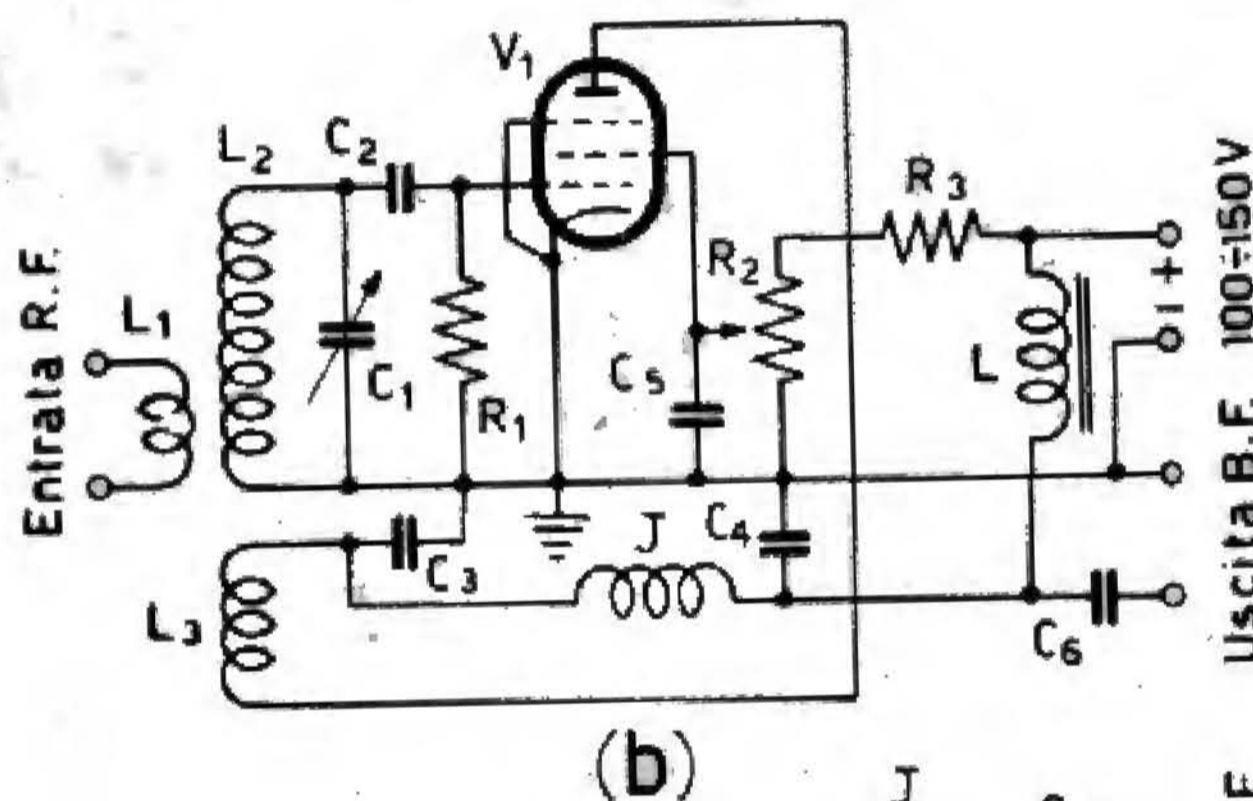 V₁
L₂
C₂
R₃
Entrata R.F.
L₁
R₂
+
-
100÷150V
C₁
R₁
C₅
L
J
C₄
C₃
L₃
C₆
Uscita B.F.
(b)
J